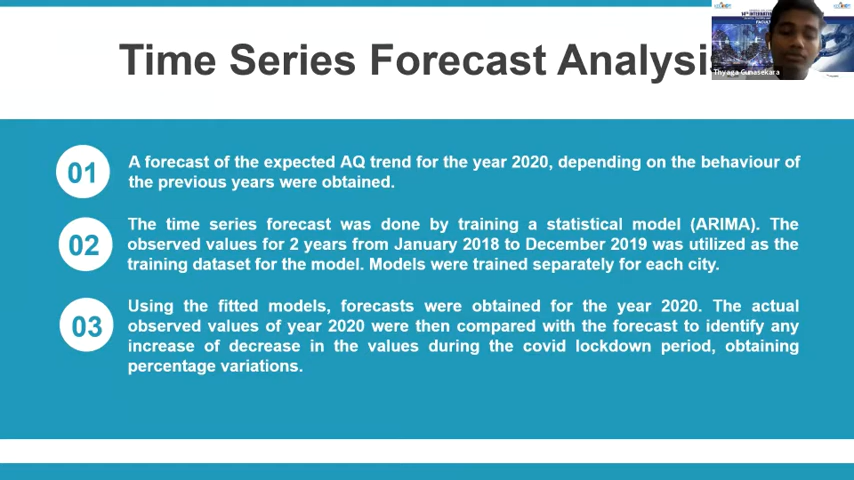 Time Series Forecast Analysis
Thyaga Gunasekara
01
A forecast of the expected AQ trend for the year 2020, depending on the behaviour of
the previous years were obtained.
02
The time series forecast was done by training a statistical model (ARIMA). The
observed values for 2 years from January 2018 to December 2019 was utilized as the
training dataset for the model. Models were trained separately for each city.
03
Using the fitted models, forecasts were obtained for the year 2020. The actual
observed values of year 2020 were then compared with the forecast to identify any
increase of decrease in the values during the covid lockdown period, obtaining
percentage variations.